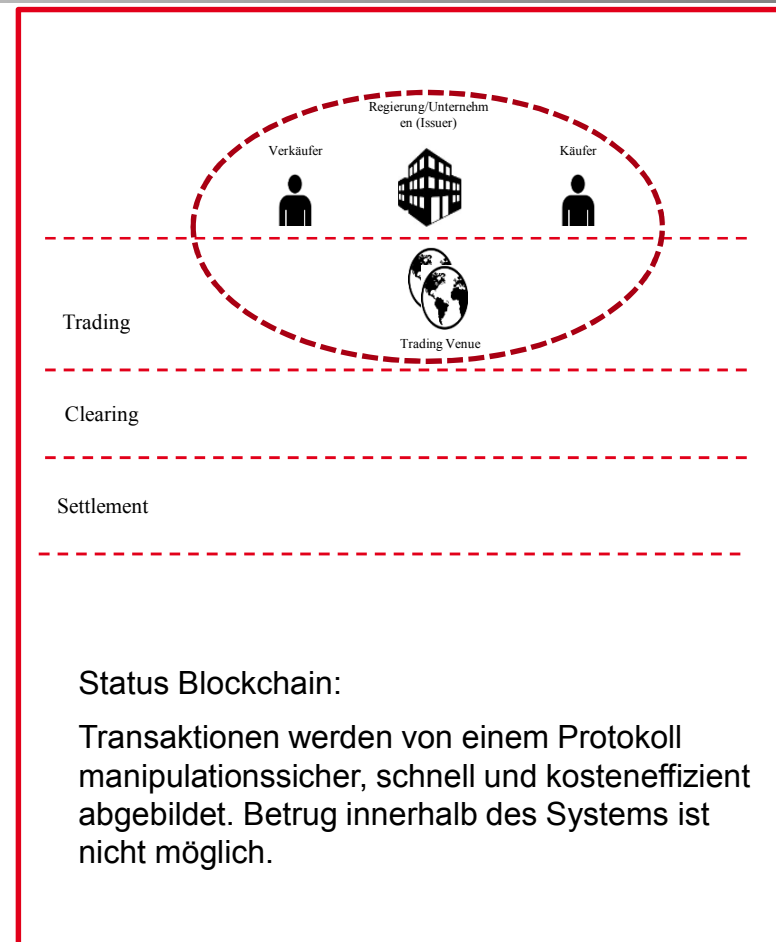 Regierung/Unternehm
en (Issuer)
Verkäufer
Käufer
Trading
Trading Venue
Clearing
Settlement
Status Blockchain:
Transaktionen werden von einem Protokoll
manipulationssicher, schnell und kosteneffizient
abgebildet. Betrug innerhalb des Systems ist
nicht möglich.